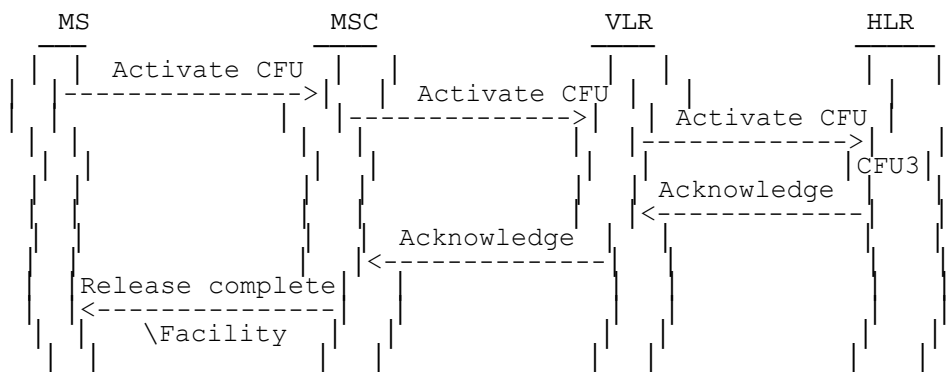 MS MSC VLR HLR
Activate CFU
Activate CFU
Activate CFU
CFU3
Acknowledge
Acknowledge
Release complete
\Facility